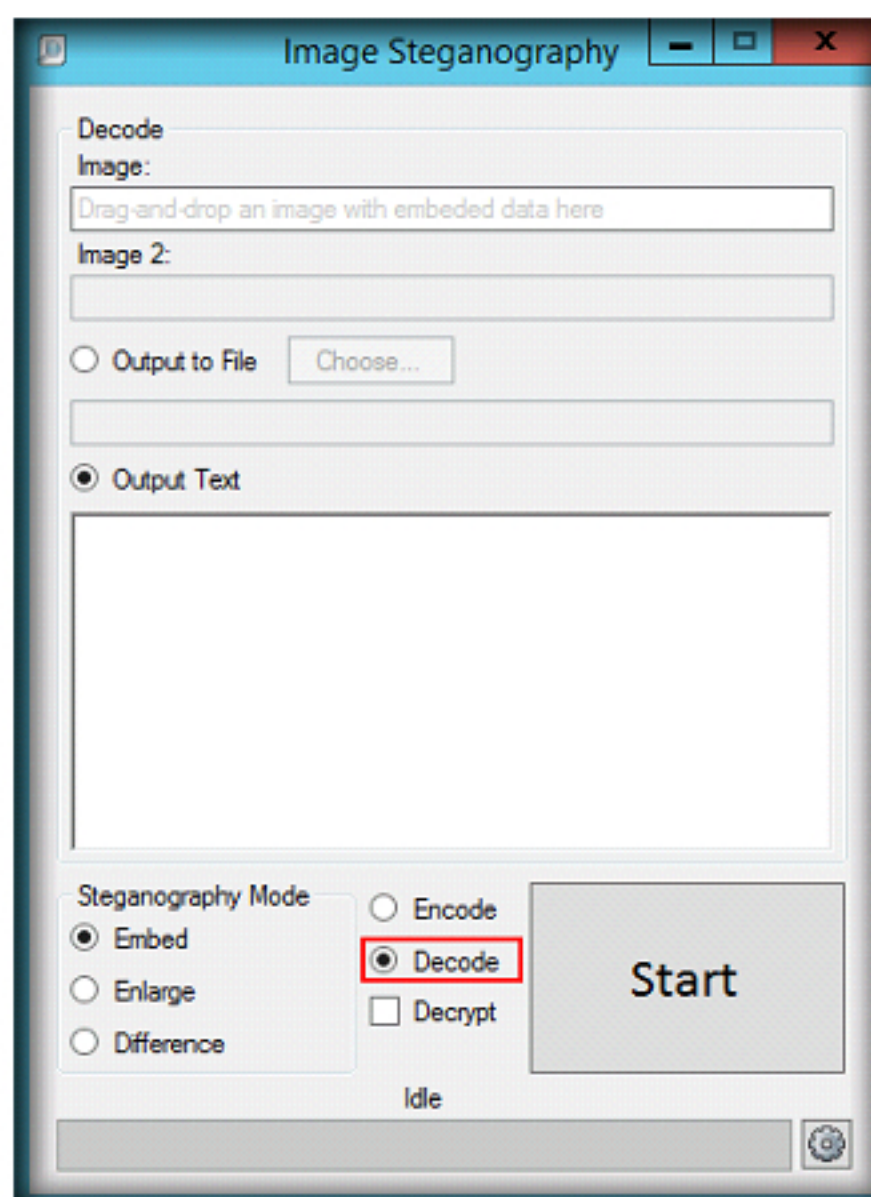 Image Steganography
Decode
Image:
Drag-and-drop an image with embeded data here
Image 2:
Output to File Choose...
Output Text
Steganography Mode
Embed
Enlarge
Difference
Encode
Decode
Decrypt
Start
Idle